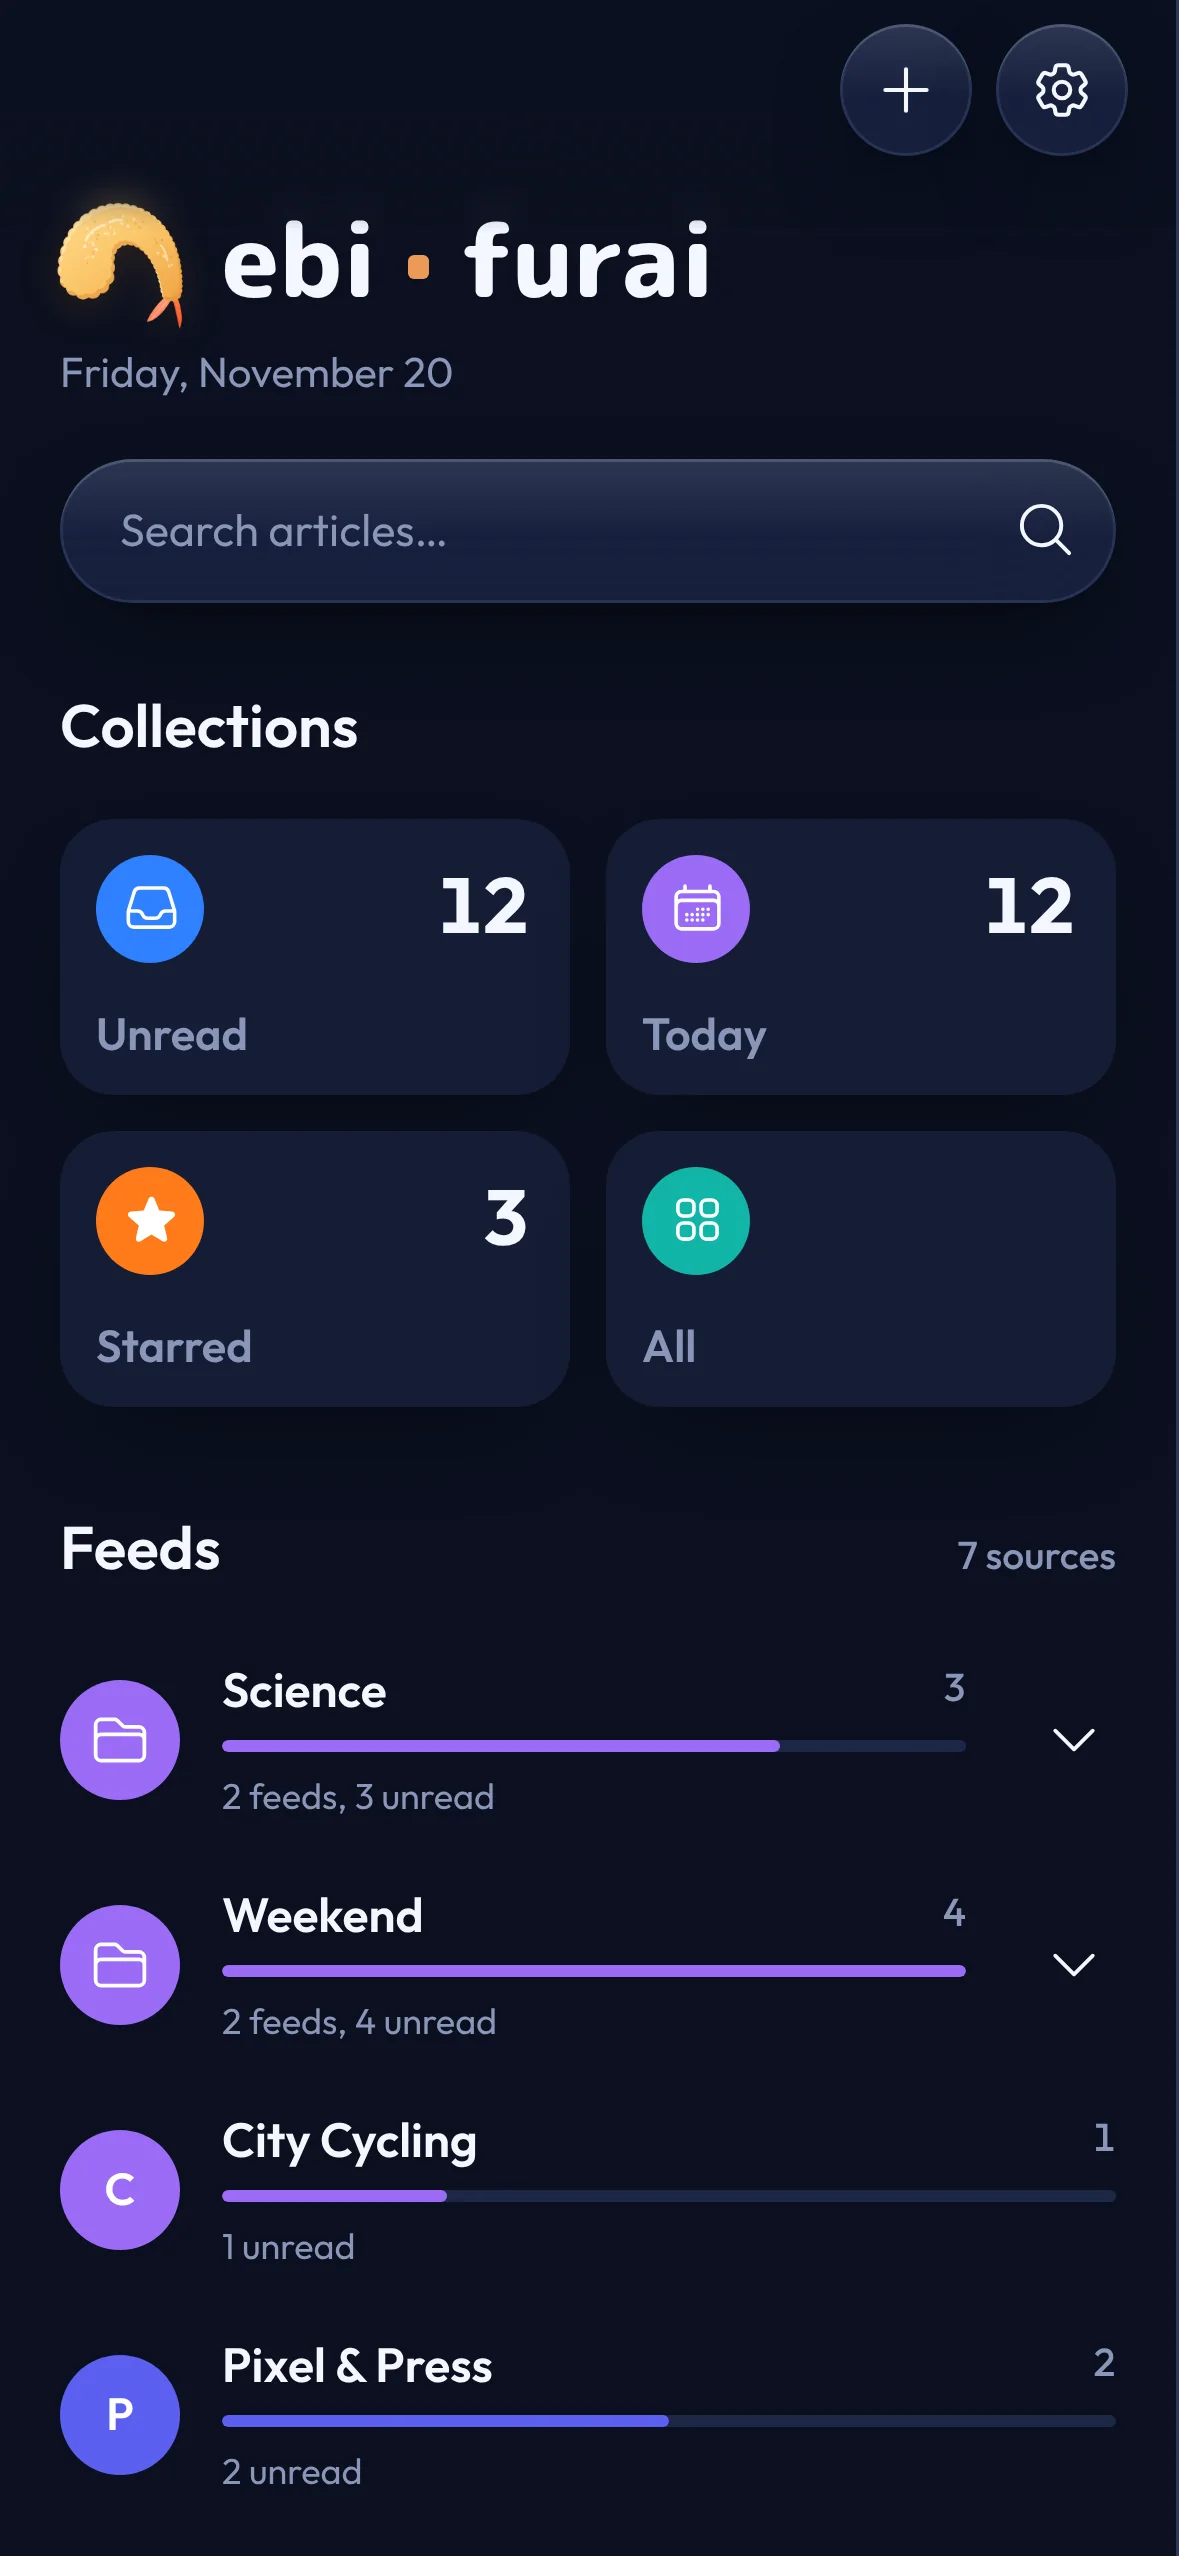 ebi · furai
Friday, November 20
Search articles...
Collections
12
Unread
12
Today
3
Starred
All
Feeds
7 sources
Science
3
2 feeds, 3 unread
Weekend
4
2 feeds, 4 unread
C
City Cycling
1
1 unread
P
Pixel & Press
2
2 unread